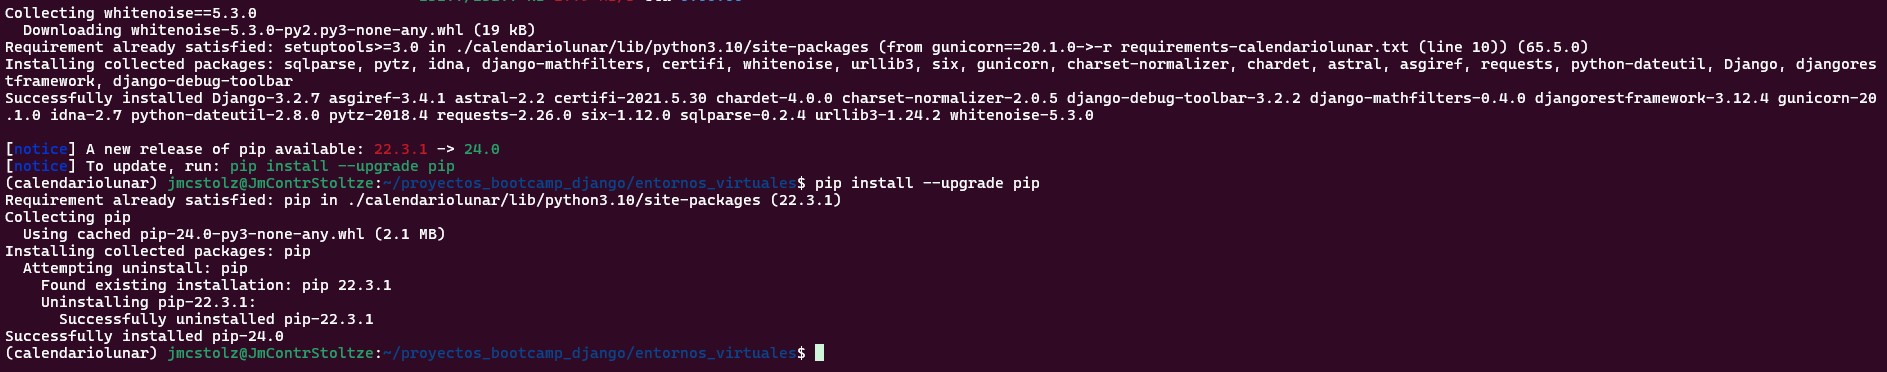 Collecting whitenoise==5.3.0
  Downloading whitenoise-5.3.0-py2.py3-none-any.whl (19 kB)
Requirement already satisfied: setuptools>=3.0 in ./calendariolunar/lib/python3.10/site-packages (from gunicorn==20.1.0->-r requirements-calendariolunar.txt (line 10)) (65.5.0)
Installing collected packages: sqlparse, pytz, idna, django-mathfilters, certifi, whitenoise, urllib3, six, gunicorn, charset-normalizer, chardet, astral, asgiref, requests, python-dateutil, Django, djangores
tframework, django-debug-toolbar
Successfully installed Django-3.2.7 asgiref-3.4.1 astral-2.2 certifi-2021.5.30 chardet-4.0.0 charset-normalizer-2.0.5 django-debug-toolbar-3.2.2 django-mathfilters-0.4.0 djangorestframework-3.12.4 gunicorn-20
.1.0 idna-2.7 python-dateutil-2.8.0 pytz-2018.4 requests-2.26.0 six-1.12.0 sqlparse-0.2.4 urllib3-1.24.2 whitenoise-5.3.0

[notice] A new release of pip available: 22.3.1 -> 24.0
[notice] To update, run: pip install --upgrade pip
(calendariolunar) jmcstolz@JmContrStoltze:~/proyectos_bootcamp_django/entornos_virtuales$ pip install --upgrade pip
Requirement already satisfied: pip in ./calendariolunar/lib/python3.10/site-packages (22.3.1)
Collecting pip
  Using cached pip-24.0-py3-none-any.whl (2.1 MB)
Installing collected packages: pip
  Attempting uninstall: pip
    Found existing installation: pip 22.3.1
    Uninstalling pip-22.3.1:
      Successfully uninstalled pip-22.3.1
Successfully installed pip-24.0
(calendariolunar) jmcstolz@JmContrStoltze:~/proyectos_bootcamp_django/entornos_virtuales$